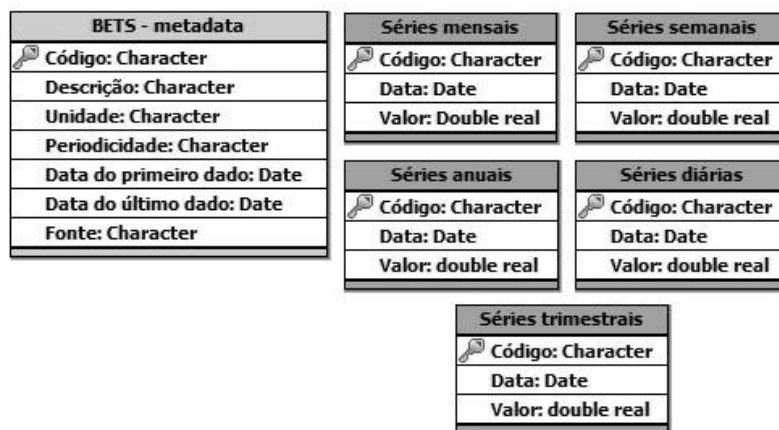 BETS - metadata
Código: Character
Descrição: Character
Unidade: Character
Periodicidade: Character
Data do primeiro dado: Date
Data do último dado: Date
Fonte: Character
Séries mensais
Código: Character
Data: Date
Valor: Double real
Séries semanais
Código: Character
Data: Date
Valor: double real
Séries anuais
Código: Character
Data: Date
Valor: double real
Séries diárias
Código: Character
Data: Date
Valor: double real
Séries trimestrais
Código: Character
Data: Date
Valor: double real